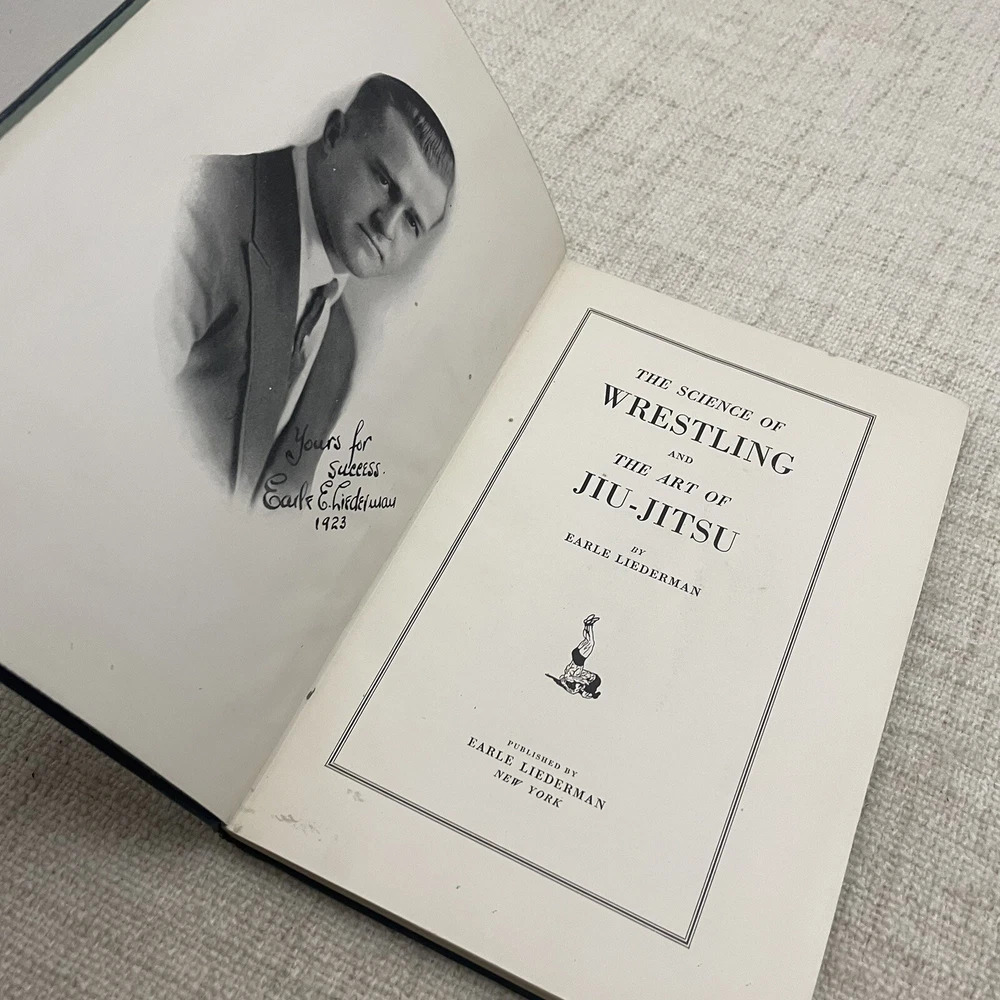 Yours for
success.
Earle E. Liederman
1923
THE SCIENCE OF
WRESTLING
AND
THE ART OF
JIU-JITSU
BY
EARLE LIEDERMAN
PUBLISHED BY
EARLE LIEDERMAN
NEW YORK